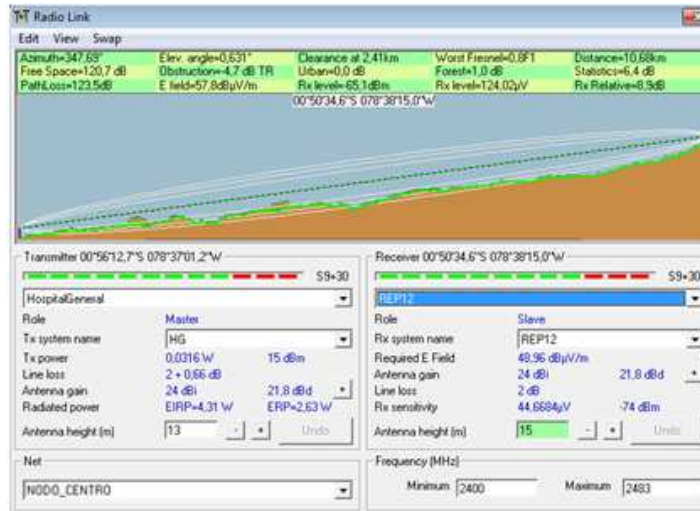 Radio Link
Edit View Swap
Azimuth=347,69° Elev. angle=0,631° Clearance at 2,41km Worst Fresnel=0,8F1 Distance=10,68km
Free Space=120,7 dB Obstruction=-4,7 dB TR Urban=0,0 dB Forest=1,0 dB Statistics=6,4 dB
PathLoss=123,5dB E field=57,8dBµV/m Rx level=-65,1dBm Rx level=124,02µV Rx Relative=8,9dB
00°50'34,6"S 078°38'15,0"W
Transmitter 00°56'12,7"S 078°37'01,2"W
S9+30
HospitalGeneral
Role Master
Tx system name HG
Tx power 0,0316 W 15 dBm
Line loss 2 + 0,66 dB
Antenna gain 24 dBi 21,8 dBd +
Radiated power EIRP=4,31 W ERP=2,63 W
Antenna height (m) 13 - + Undo
Net
NODO_CENTRO
Receiver 00°50'34,6"S 078°38'15,0"W
S9+30
REP12
Role Slave
Rx system name REP12
Required E Field 48,96 dBµV/m
Antenna gain 24 dBi 21,8 dBd +
Line loss 2 dB
Rx sensitivity 44,6684µV -74 dBm
Antenna height (m) 15 - + Undo
Frequency (MHz)
Minimum 2400 Maximum 2483